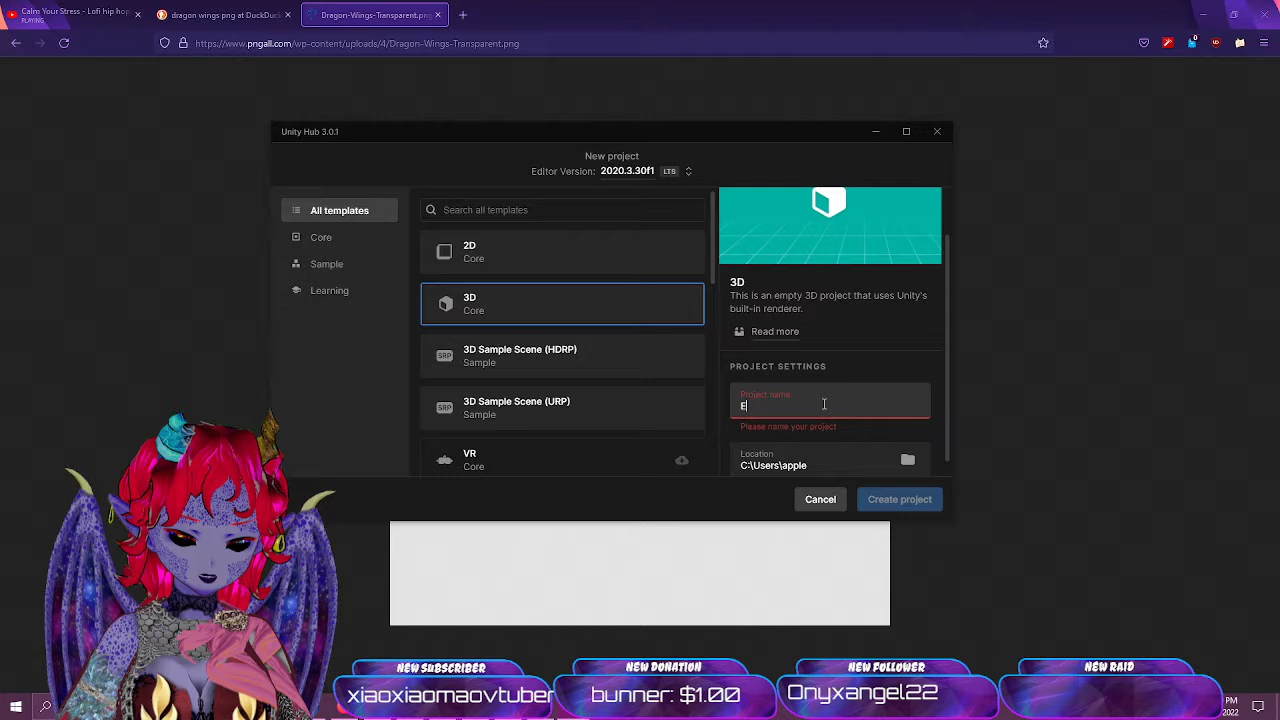 Calm Your Stress - Lofi hip hop
PLAYING
dragon wings png at DuckDuck
Dragon-Wings-Transparent.png
https://www.pngall.com/wp-content/uploads/4/Dragon-Wings-Transparent.png
Unity Hub 3.0.1
New project
Editor Version: 2020.3.30f1 LTS
All templates
Core
Sample
Learning
Search all templates
2D
Core
3D
Core
3D Sample Scene (HDRP)
SRP
Sample
3D Sample Scene (URP)
SRP
Sample
VR
Core
3D
This is an empty 3D project that uses Unity's
built-in renderer.
Read more
PROJECT SETTINGS
Project name
E
Please name your project
Location
C:\Users\apple
Cancel
Create project
NEW SUBSCRIBER
xiaoxiaomaovtuber
NEW DONATION
bunner: $1.00
NEW FOLLOWER
Onyxangel22
NEW RAID
PM
2022